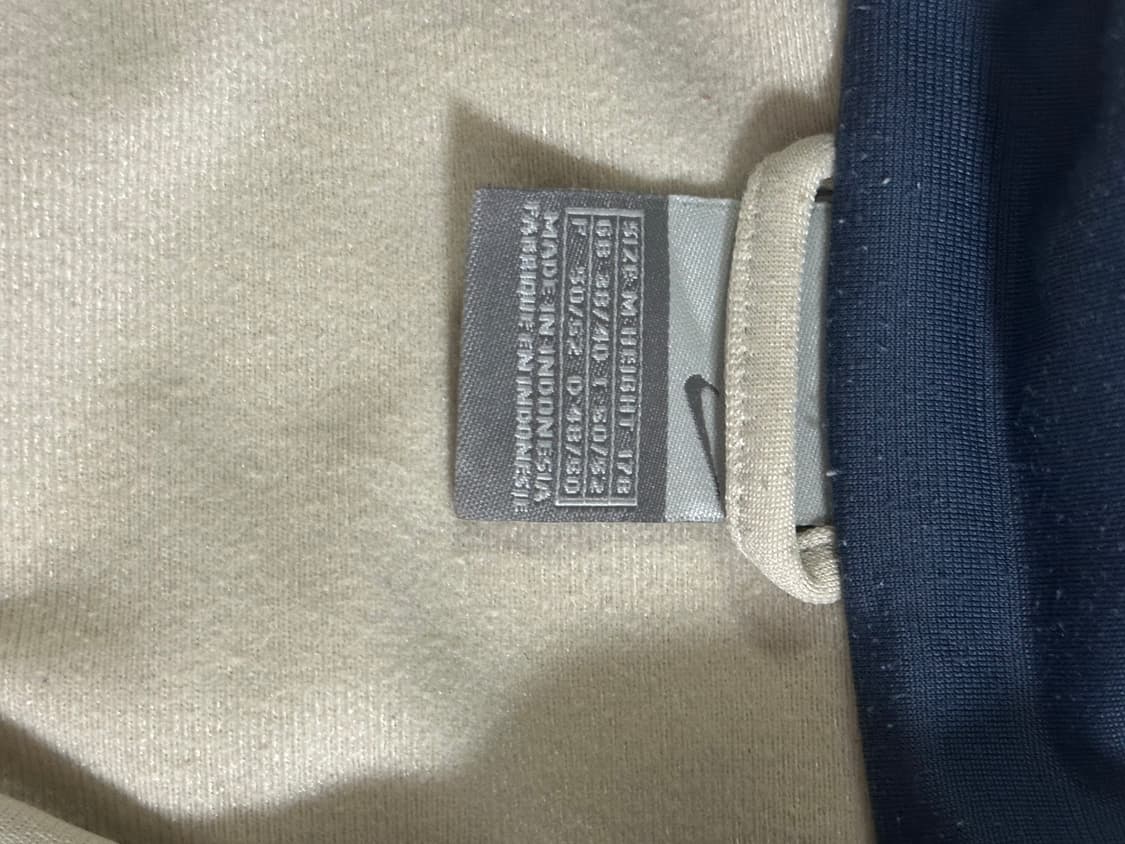 SIZE M HEIGHT 178
GB 38/40 I 50/52
F 50/52 D 48/50
MADE IN INDONESIA
FABRIQUE EN INDONESIE